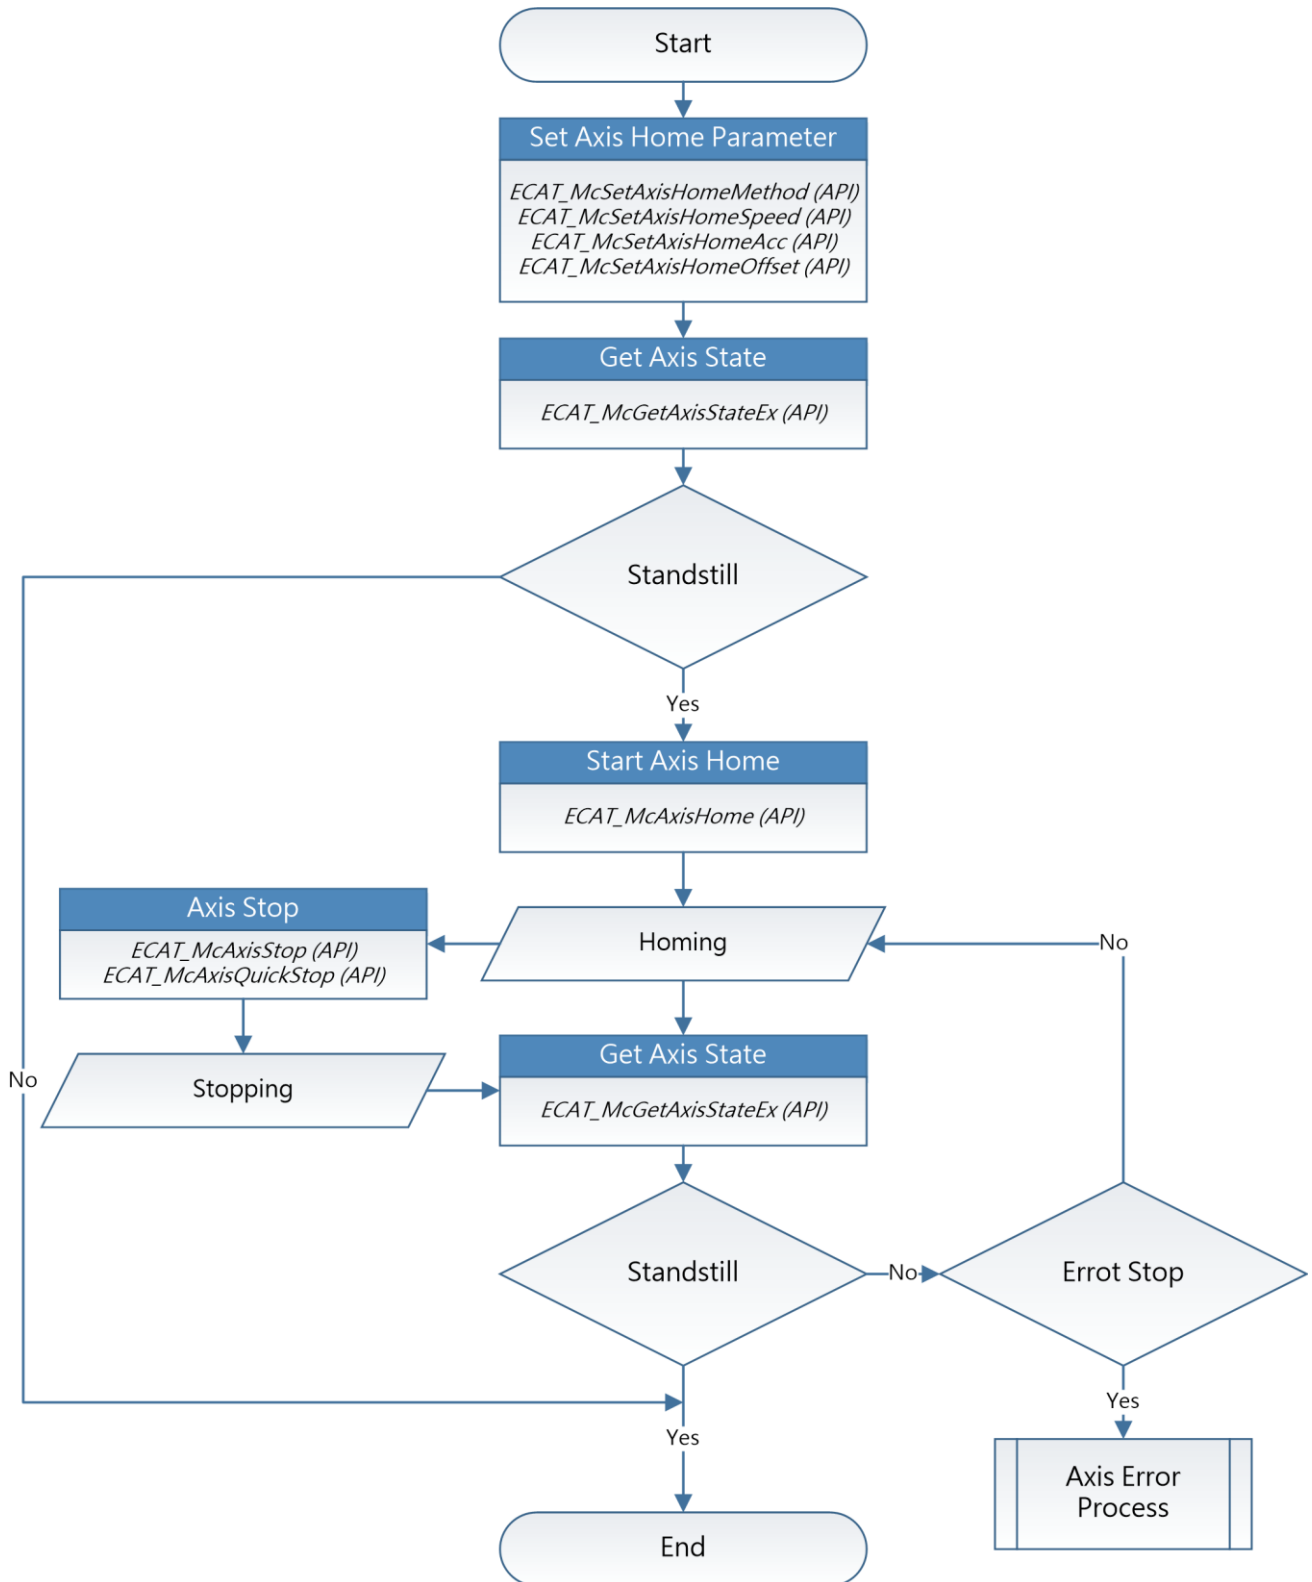 Start
Set Axis Home Parameter
ECAT_McSetAxisHomeMethod (API)
ECAT_McSetAxisHomeSpeed (API)
ECAT_McSetAxisHomeAcc (API)
ECAT_McSetAxisHomeOffset (API)
Get Axis State
ECAT_McGetAxisStateEx (API)
Standstill
Yes
Start Axis Home
ECAT_McAxisHome (API)
Axis Stop
ECAT_McAxisStop (API)
ECAT_McAxisQuickStop (API)
Homing
No
Get Axis State
ECAT_McGetAxisStateEx (API)
No
Stopping
Standstill
No
Errot Stop
Yes
Yes
Axis Error
Process
End